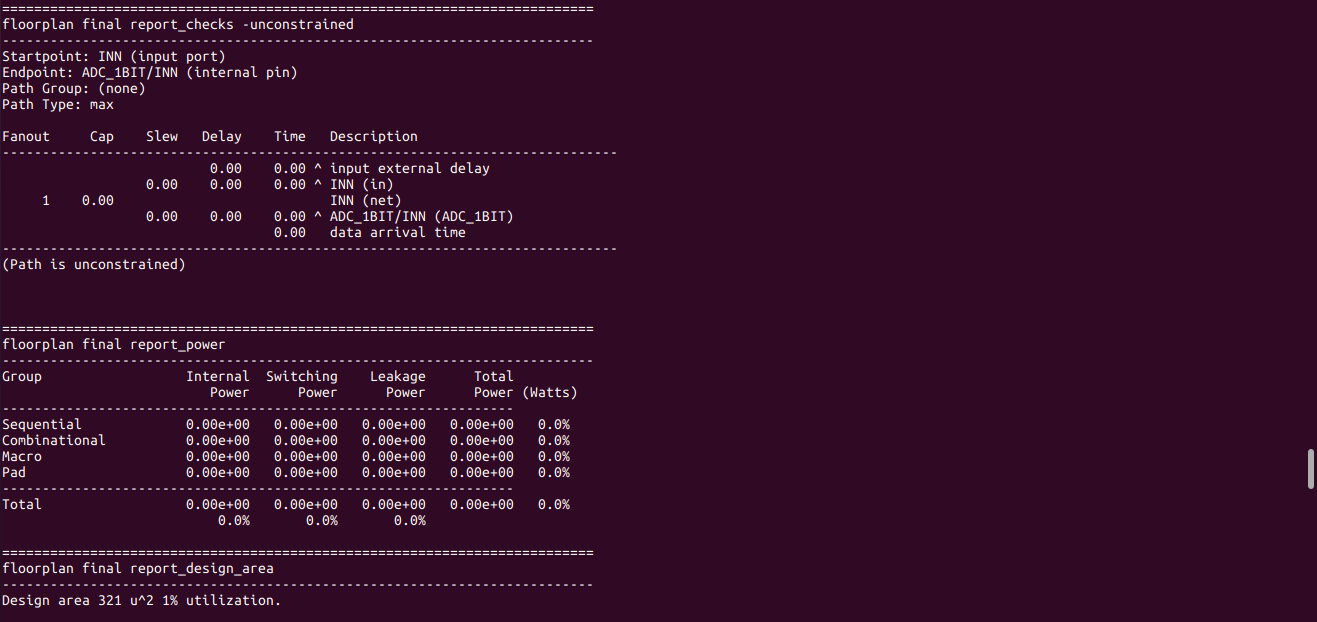 ==========================================================================
floorplan final report_checks -unconstrained
--------------------------------------------------------------------------
Startpoint: INN (input port)
Endpoint: ADC_1BIT/INN (internal pin)
Path Group: (none)
Path Type: max
Fanout     Cap    Slew   Delay    Time   Description
-----------------------------------------------------------------------------
                          0.00    0.00 ^ input external delay
                  0.00    0.00    0.00 ^ INN (in)
     1    0.00                           INN (net)
                  0.00    0.00    0.00 ^ ADC_1BIT/INN (ADC_1BIT)
                                  0.00   data arrival time
-----------------------------------------------------------------------------
(Path is unconstrained)
==========================================================================
floorplan final report_power
--------------------------------------------------------------------------
Group                  Internal  Switching    Leakage      Total
                          Power      Power      Power      Power (Watts)
----------------------------------------------------------------
Sequential             0.00e+00   0.00e+00   0.00e+00   0.00e+00   0.0%
Combinational          0.00e+00   0.00e+00   0.00e+00   0.00e+00   0.0%
Macro                  0.00e+00   0.00e+00   0.00e+00   0.00e+00   0.0%
Pad                    0.00e+00   0.00e+00   0.00e+00   0.00e+00   0.0%
----------------------------------------------------------------
Total                  0.00e+00   0.00e+00   0.00e+00   0.00e+00   0.0%
                           0.0%       0.0%       0.0%
==========================================================================
floorplan final report_design_area
--------------------------------------------------------------------------
Design area 321 u^2 1% utilization.